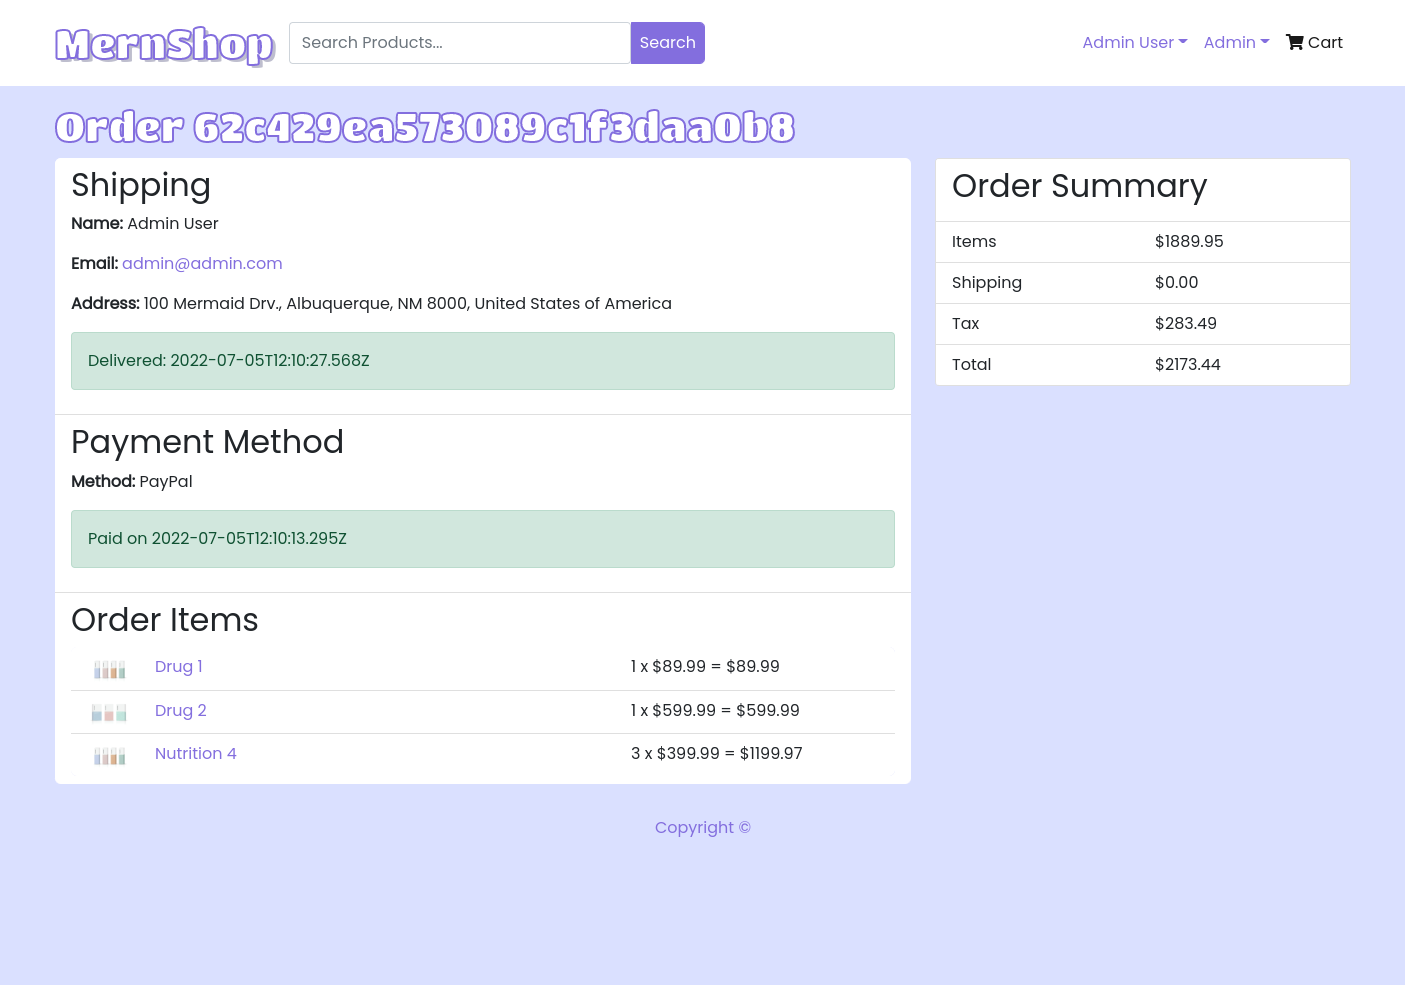 MernShop
Search Products...
Search
Admin User
Admin
Cart
Order 62c429ea573089c1f3daa0b8
Shipping
Name: Admin User
Email: admin@admin.com
Address: 100 Mermaid Drv., Albuquerque, NM 8000, United States of America
Delivered: 2022-07-05T12:10:27.568Z
Payment Method
Method: PayPal
Paid on 2022-07-05T12:10:13.295Z
Order Items
Drug 1 1 x $89.99 = $89.99
Drug 2 1 x $599.99 = $599.99
Nutrition 4 3 x $399.99 = $1199.97
Order Summary
Items $1889.95
Shipping $0.00
Tax $283.49
Total $2173.44
Copyright ©